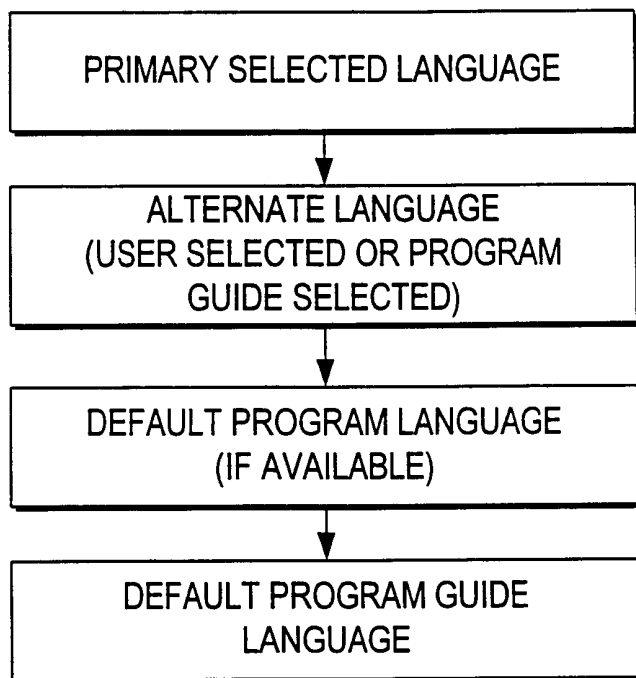 PRIMARY SELECTED LANGUAGE
ALTERNATE LANGUAGE
(USER SELECTED OR PROGRAM
GUIDE SELECTED)
DEFAULT PROGRAM LANGUAGE
(IF AVAILABLE)
DEFAULT PROGRAM GUIDE
LANGUAGE